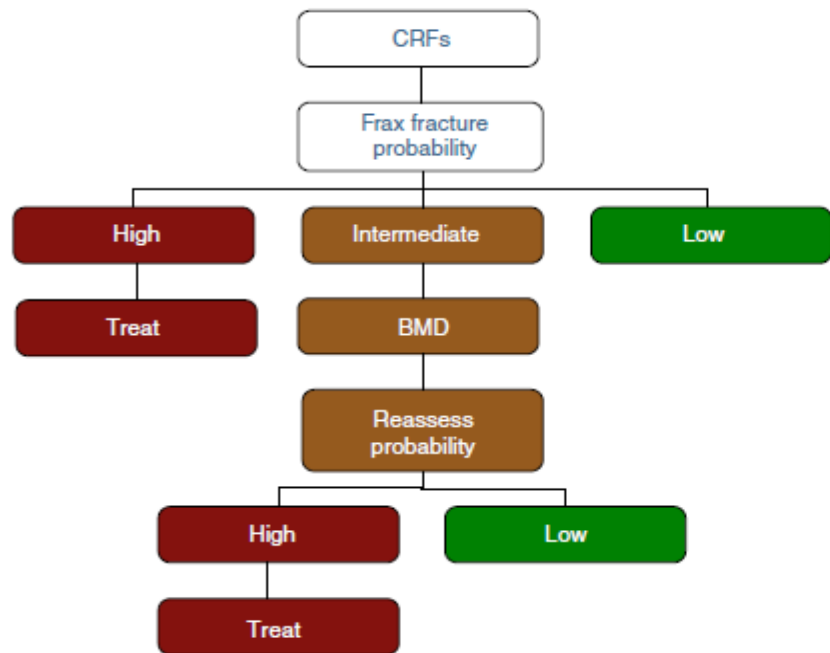 CRFs
Frax fracture
probability
High
Intermediate
Low
Treat
BMD
Reassess
probability
High
Low
Treat